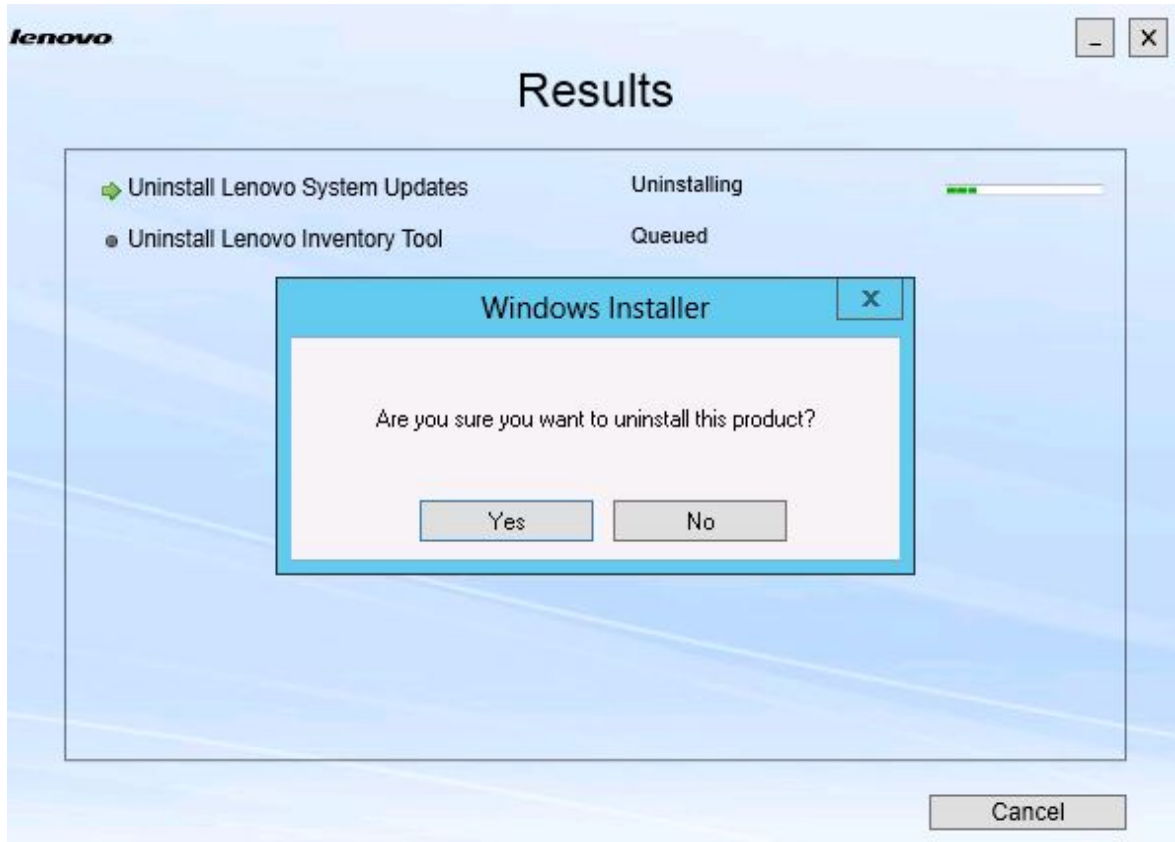 lenovo
_ X
Results
Uninstall Lenovo System Updates Uninstalling
Uninstall Lenovo Inventory Tool Queued
Windows Installer x
Are you sure you want to uninstall this product?
Yes No
Cancel